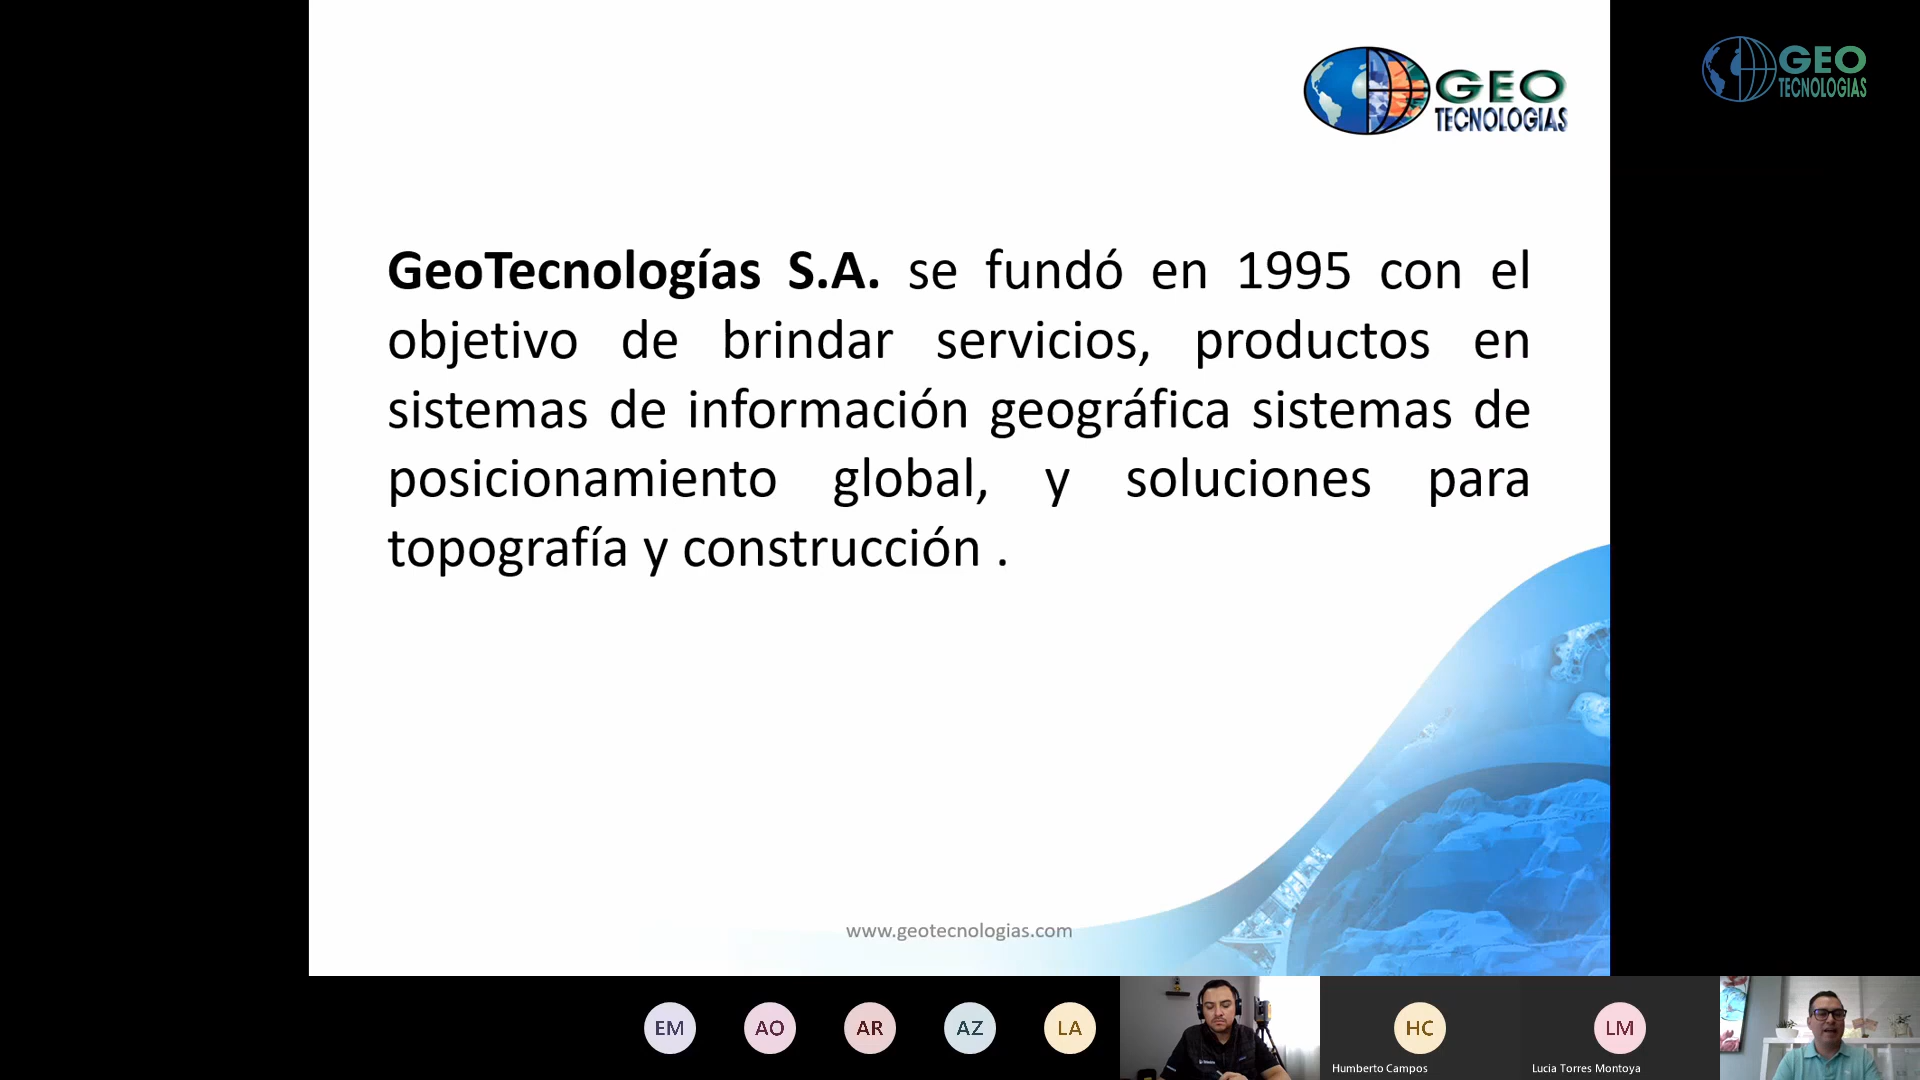 GEO
TECNOLOGIAS
GEO
TECNOLOGIAS
GeoTecnologías S.A. se fundó en 1995 con el
objetivo de brindar servicios, productos en
sistemas de información geográfica sistemas de
posicionamiento global, y soluciones para
topografía y construcción .
www.geotecnologias.com
EM
AO
AR
AZ
LA
HC
LM
Humberto Campos
Lucia Torres Montoya